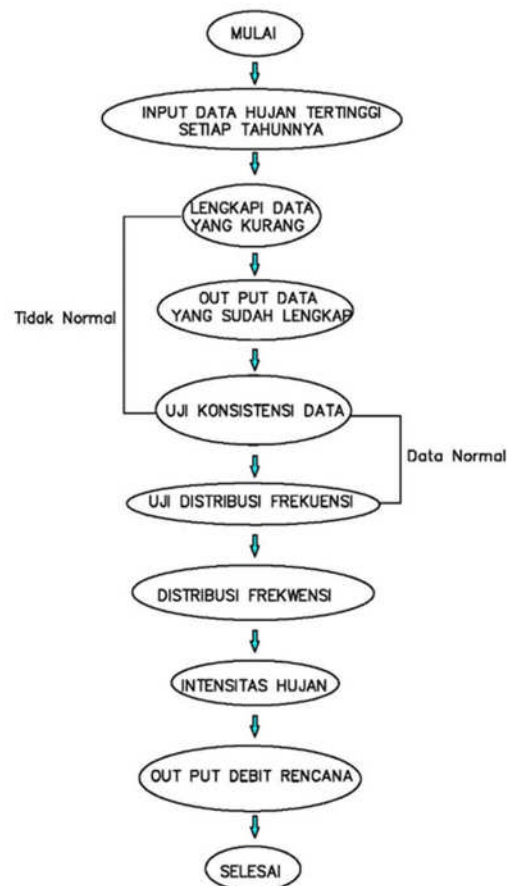 MULAI
INPUT DATA HUJAN TERTINGGI
SETIAP TAHUNNYA
LENGKAPI DATA
YANG KURANG
OUT PUT DATA
YANG SUDAH LENGKAP
Tidak Normal
UJI KONSISTENSI DATA
Data Normal
UJI DISTRIBUSI FREKUENSI
DISTRIBUSI FREKWENSI
INTENSITAS HUJAN
OUT PUT DEBIT RENCANA
SELESAI